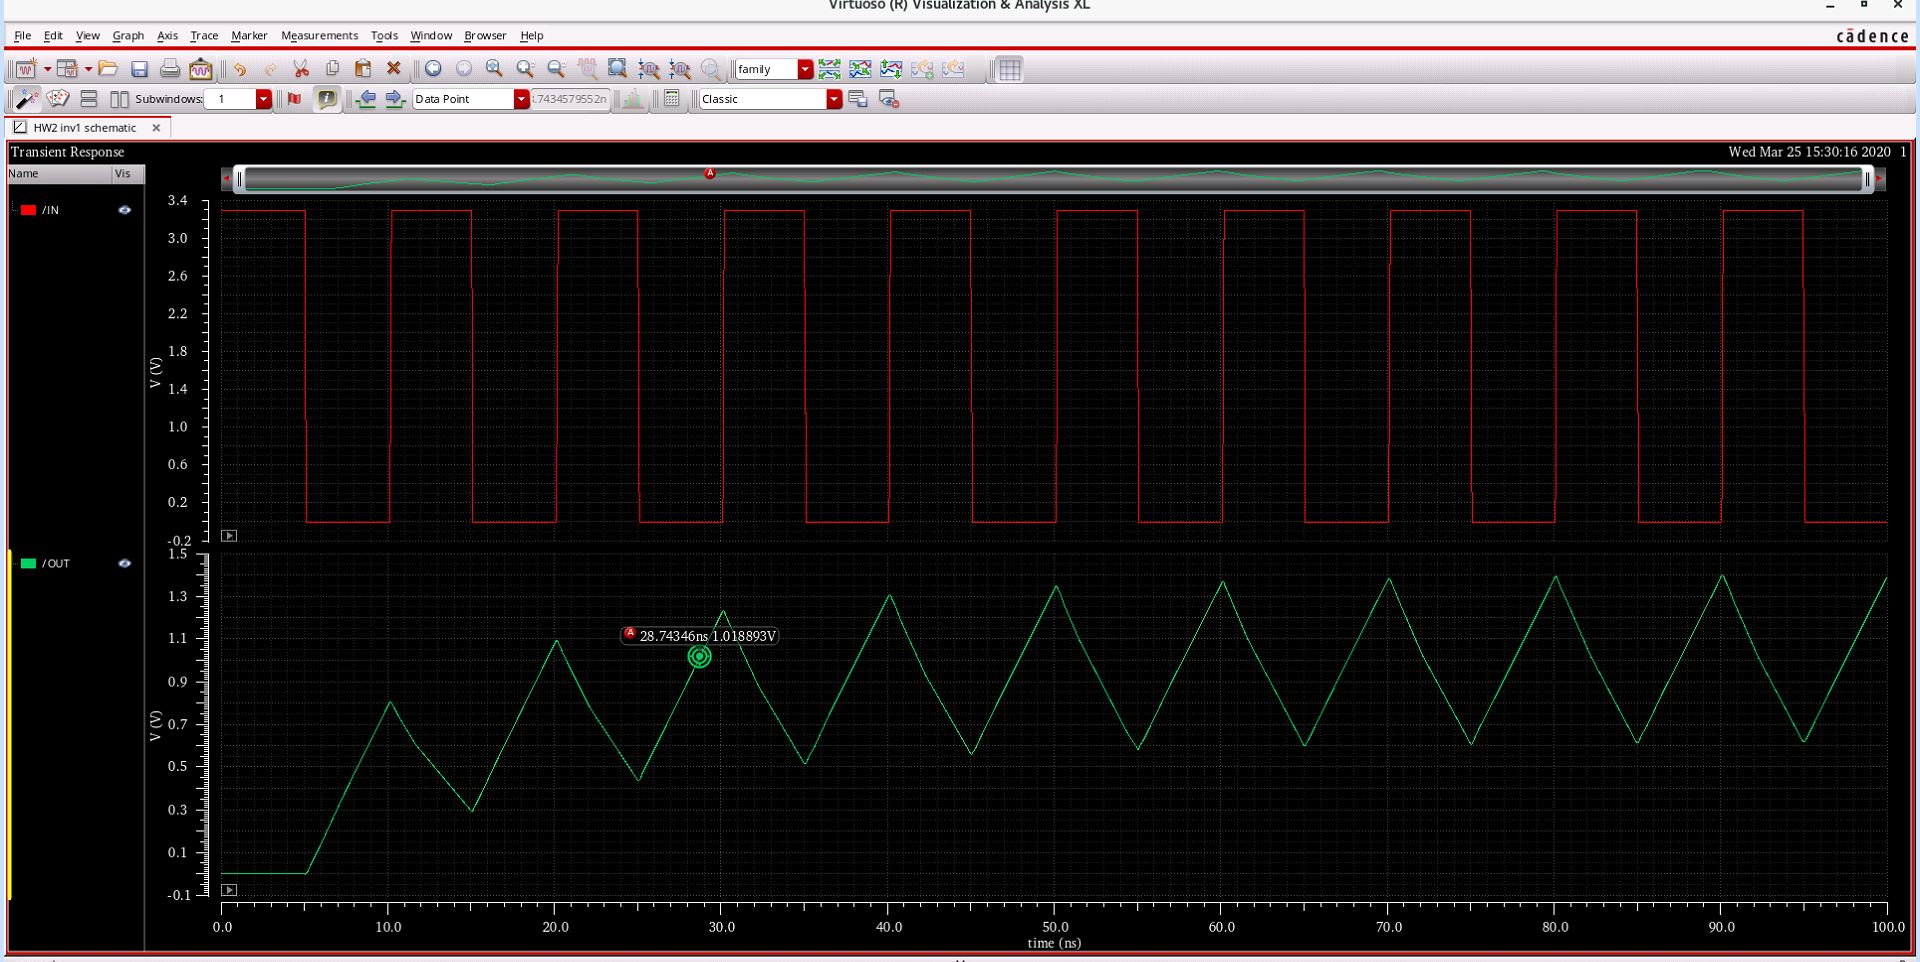 Virtuoso (R) Visualization & Analysis XL
File Edit View Graph Axis Trace Marker Measurements Tools Window Browser Help
cādence
family
Subwindows: 1 Data Point .7434579552n Classic
HW2 inv1 schematic
Transient Response
Wed Mar 25 15:30:16 2020 1
Name Vis
A
/IN
3.4
3.0
2.6
2.2
1.8
1.4
1.0
0.6
0.2
-0.2
V (V)
/OUT
1.5
1.3
1.1
0.9
0.7
0.5
0.3
0.1
-0.1
V (V)
A 28.74346ns 1.018893V
0.0 10.0 20.0 30.0 40.0 50.0 60.0 70.0 80.0 90.0 100.0
time (ns)